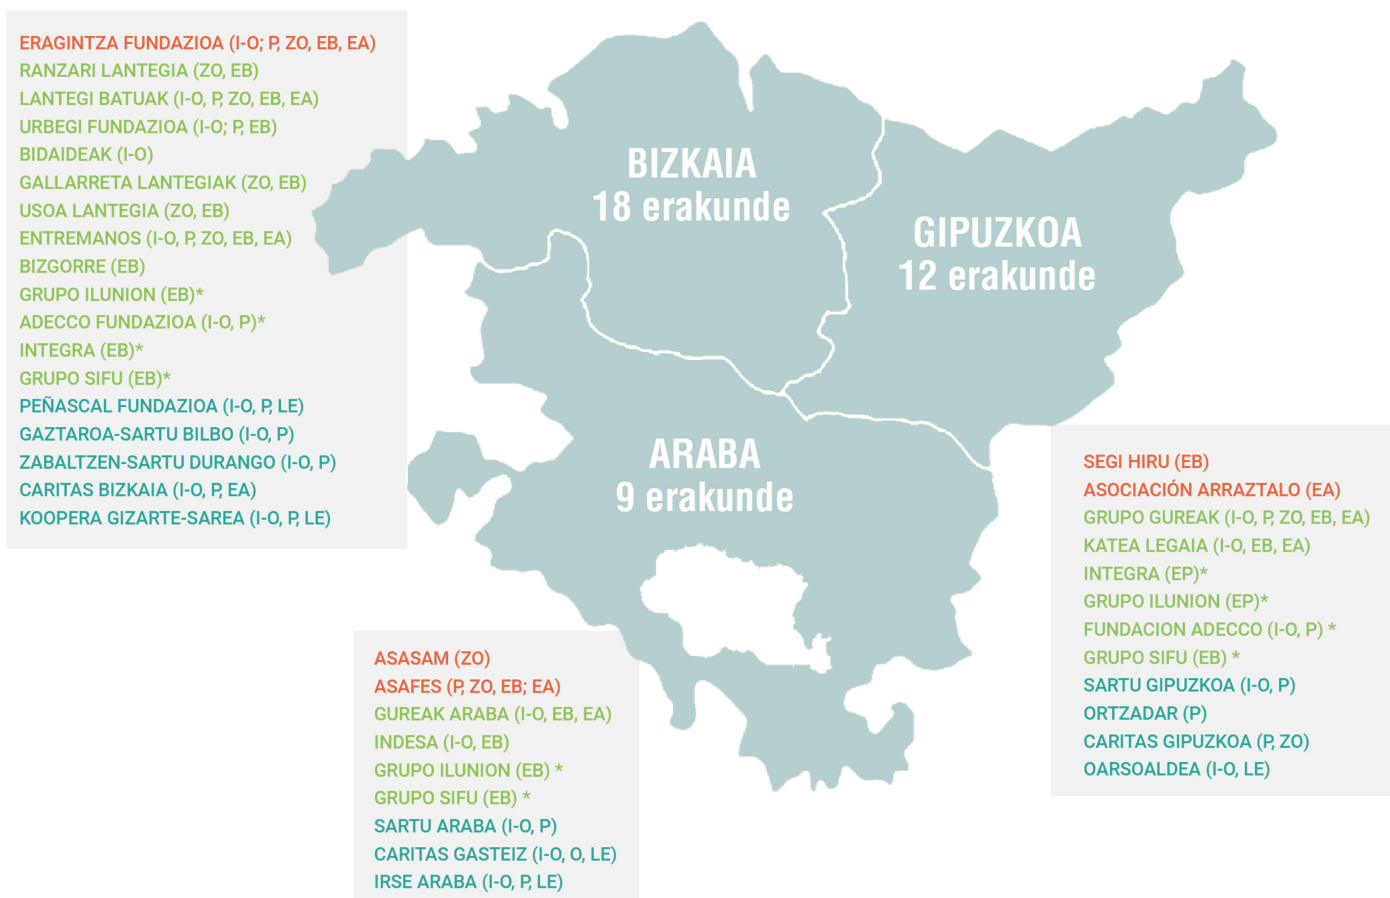 ERAGINTZA FUNDAZIOA (I-O; P, ZO, EB, EA)
RANZARI LANTEGIA (ZO, EB)
LANTEGI BATUAK (I-O, P, ZO, EB, EA)
URBEGI FUNDAZIOA (I-O; P, EB)
BIDAIDEAK (I-O)
GALLARRETA LANTEGIAK (ZO, EB)
USOA LANTEGIA (ZO, EB)
ENTREMANOS (I-O, P, ZO, EB, EA)
BIZGORRE (EB)
GRUPO ILUNION (EB)*
ADECCO FUNDAZIOA (I-O, P)*
INTEGRA (EB)*
GRUPO SIFU (EB)*
PEÑASCAL FUNDAZIOA (I-O, P, LE)
GAZTAROA-SARTU BILBO (I-O, P)
ZABALTZEN-SARTU DURANGO (I-O, P)
CARITAS BIZKAIA (I-O, P, EA)
KOOPERA GIZARTE-SAREA (I-O, P, LE)
BIZKAIA
18 erakunde
GIPUZKOA
12 erakunde
ARABA
9 erakunde
SEGI HIRU (EB)
ASOCIACIÓN ARRAZTALO (EA)
GRUPO GUREAK (I-O, P, ZO, EB, EA)
KATEA LEGAIA (I-O, EB, EA)
INTEGRA (EP)*
GRUPO ILUNION (EP)*
FUNDACION ADECCO (I-O, P) *
GRUPO SIFU (EB) *
SARTU GIPUZKOA (I-O, P)
ORTZADAR (P)
CARITAS GIPUZKOA (P, ZO)
OARSOALDEA (I-O, LE)
ASASAM (ZO)
ASAFES (P, ZO, EB; EA)
GUREAK ARABA (I-O, EB, EA)
INDESA (I-O, EB)
GRUPO ILUNION (EB) *
GRUPO SIFU (EB) *
SARTU ARABA (I-O, P)
CARITAS GASTEIZ (I-O, O, LE)
IRSE ARABA (I-O, P, LE)